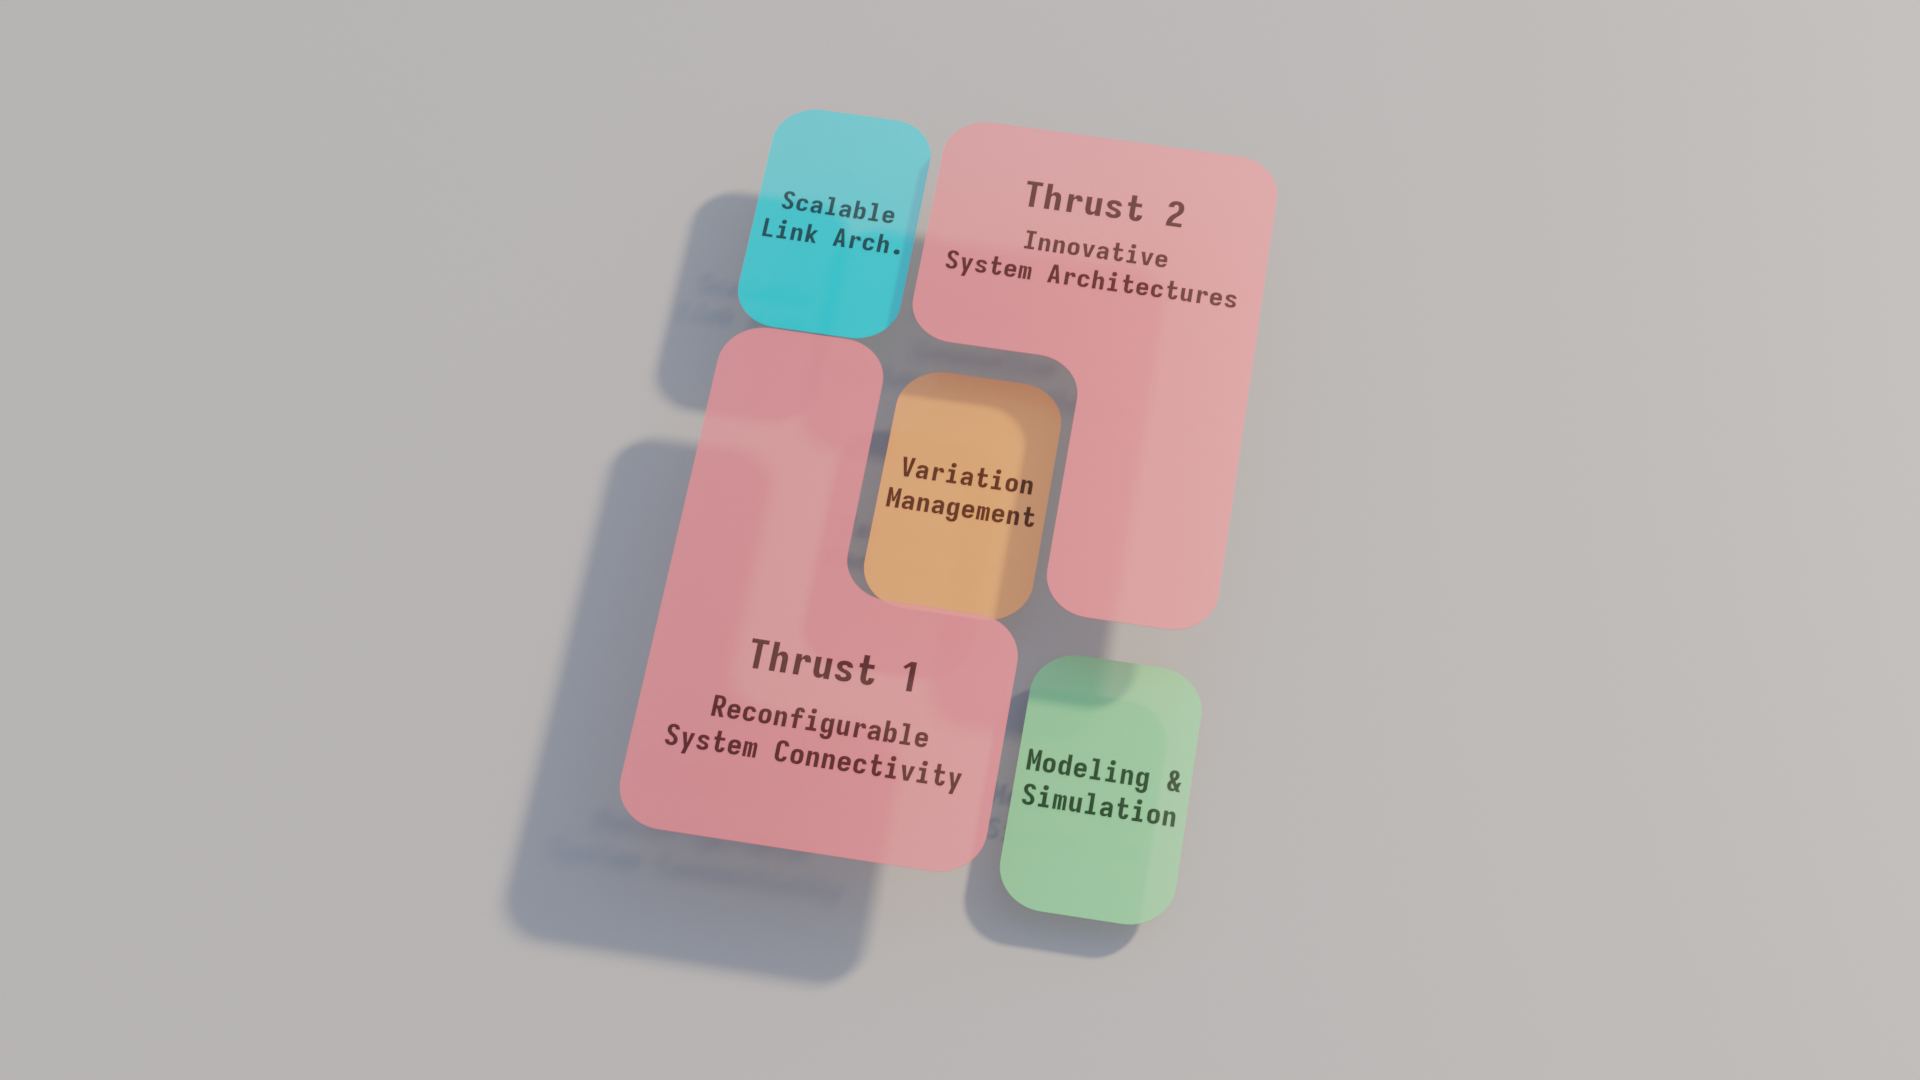 Scalable
Link Arch.
Thrust 2
Innovative
System Architectures
Variation
Management
Thrust 1
Reconfigurable
System Connectivity
Modeling &
Simulation